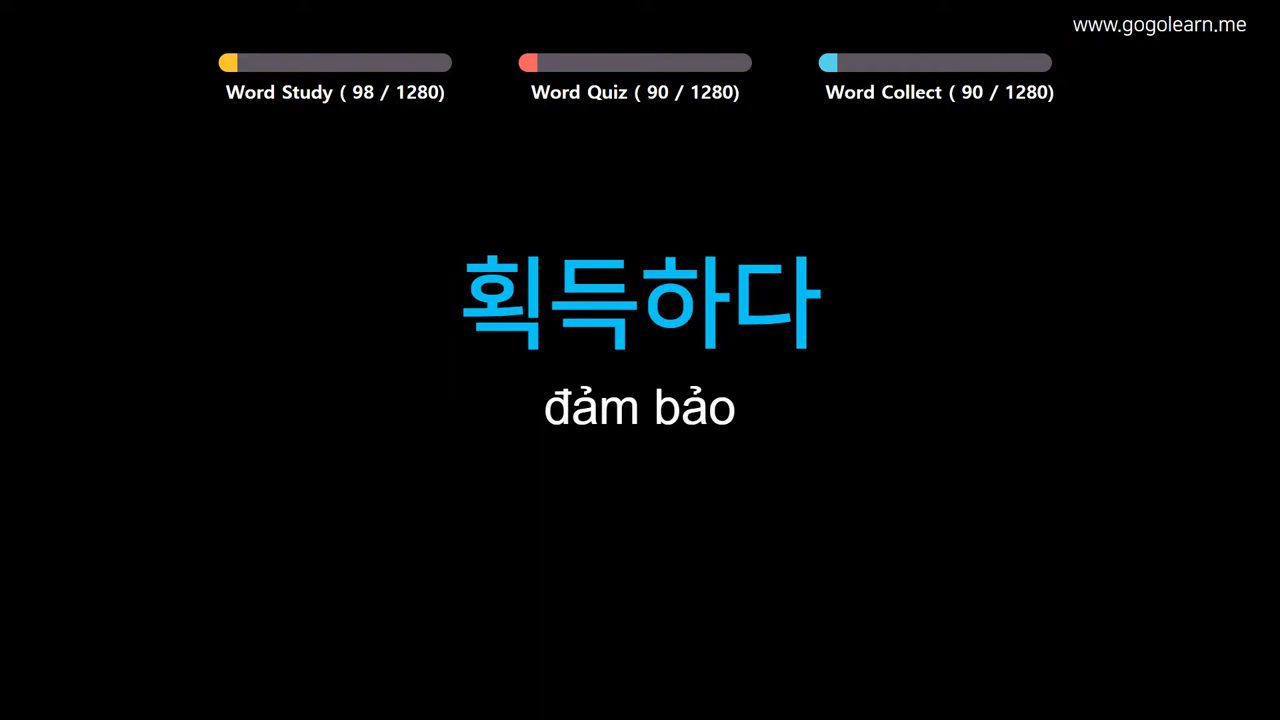 www.gogolearn.me
Word Study ( 98 / 1280)
Word Quiz ( 90 / 1280)
Word Collect ( 90 / 1280)
획득하다
đảm bảo